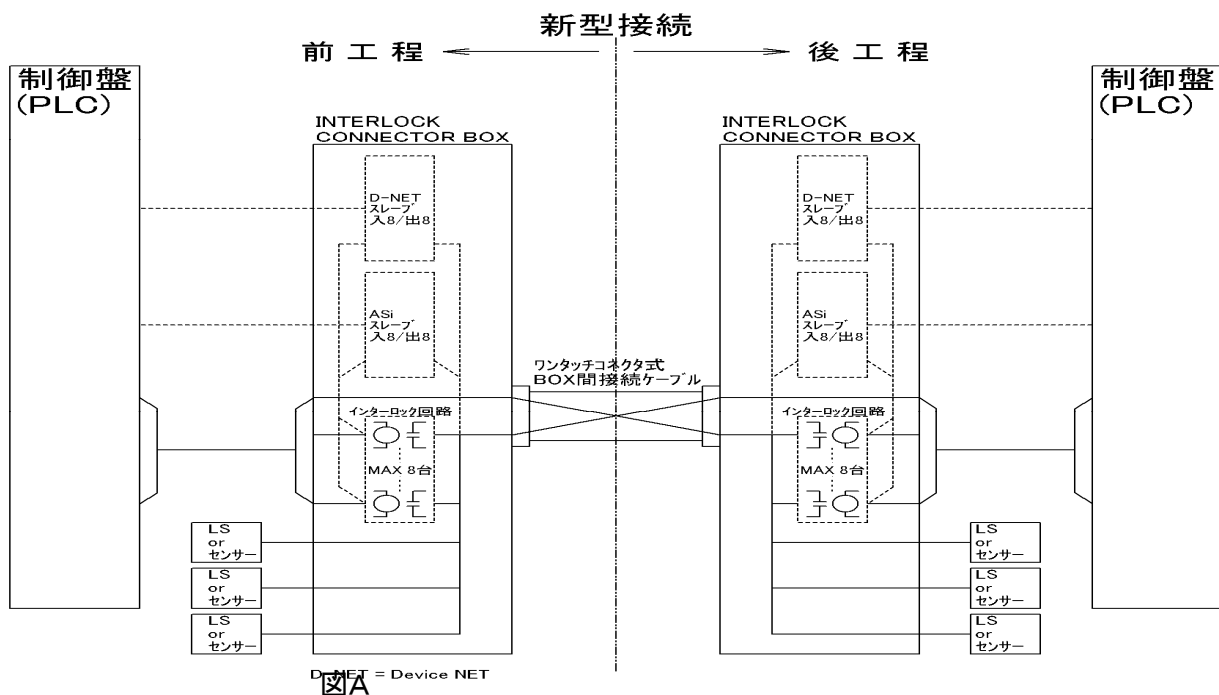 新型接続
前 工 程
後 工 程
制御盤
(PLC)
INTERLOCK
CONNECTOR BOX
D-NET
スレーブ
入8/出8
ASi
スレーブ
入8/出8
インターロック回路
MAX 8台
LS
or
センサー
LS
or
センサー
LS
or
センサー
ワンタッチコネクタ式
BOX間接続ケーブル
INTERLOCK
CONNECTOR BOX
D-NET
スレーブ
入8/出8
ASi
スレーブ
入8/出8
インターロック回路
MAX 8台
LS
or
センサー
LS
or
センサー
LS
or
センサー
制御盤
(PLC)
D-NET = Device NET
図A